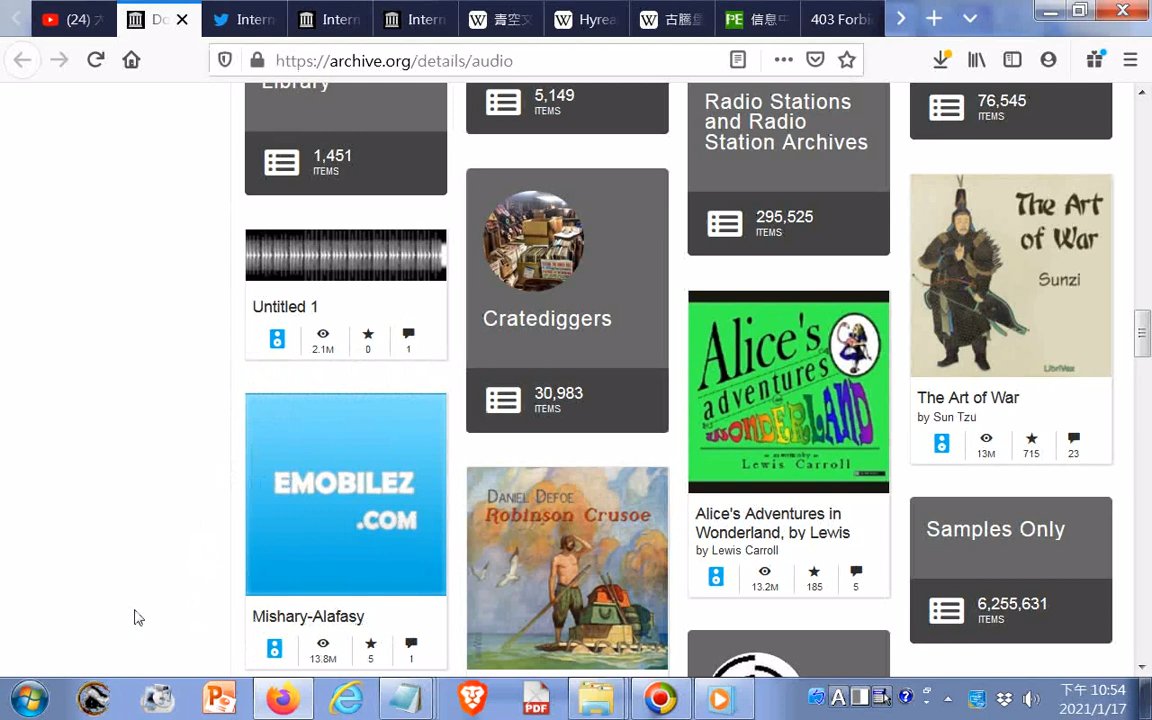 (24)
Do
Intern
Intern
Intern
青空文
Hyrea
古騰堡
信息中
403 Forbi
https://archive.org/details/audio
Library
1,451
ITEMS
Untitled 1
2.1M
0
1
EMOBILEZ
.COM
Mishary-Alafasy
13.8M
5
1
5,149
ITEMS
Cratediggers
30,983
ITEMS
DANIEL DEFOE
Robinson Crusoe
Radio Stations
and Radio
Station Archives
295,525
ITEMS
Alice's
adventures
in
WONDERLAND
Lewis Carroll
Alice's Adventures in
Wonderland, by Lewis
by Lewis Carroll
13.2M
185
5
76,545
ITEMS
The Art
of War
Sunzi
LibriVox
The Art of War
by Sun Tzu
13M
715
23
Samples Only
6,255,631
ITEMS
PDF
下午 10:54
2021/1/17